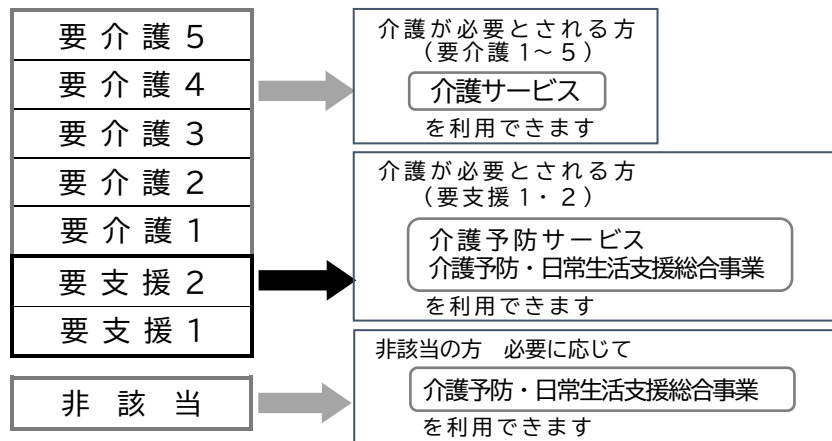 要介護５
要介護４
要介護３
要介護２
要介護１
要支援２
要支援１
非該当
介護が必要とされる方
（要介護１～５）
介護サービス
を利用できます
介護が必要とされる方
（要支援１・２）
介護予防サービス
介護予防・日常生活支援総合事業
を利用できます
非該当の方　必要に応じて
介護予防・日常生活支援総合事業
を利用できます